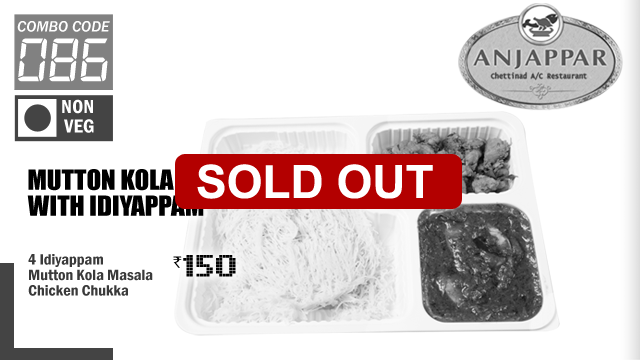 COMBO CODE
086
NON
VEG
ANJAPPAR
Chettinad A/C Restaurant
MUTTON KOLA
WITH IDIYAPPAM
SOLD OUT
4 Idiyappam
Mutton Kola Masala
Chicken Chukka
₹150